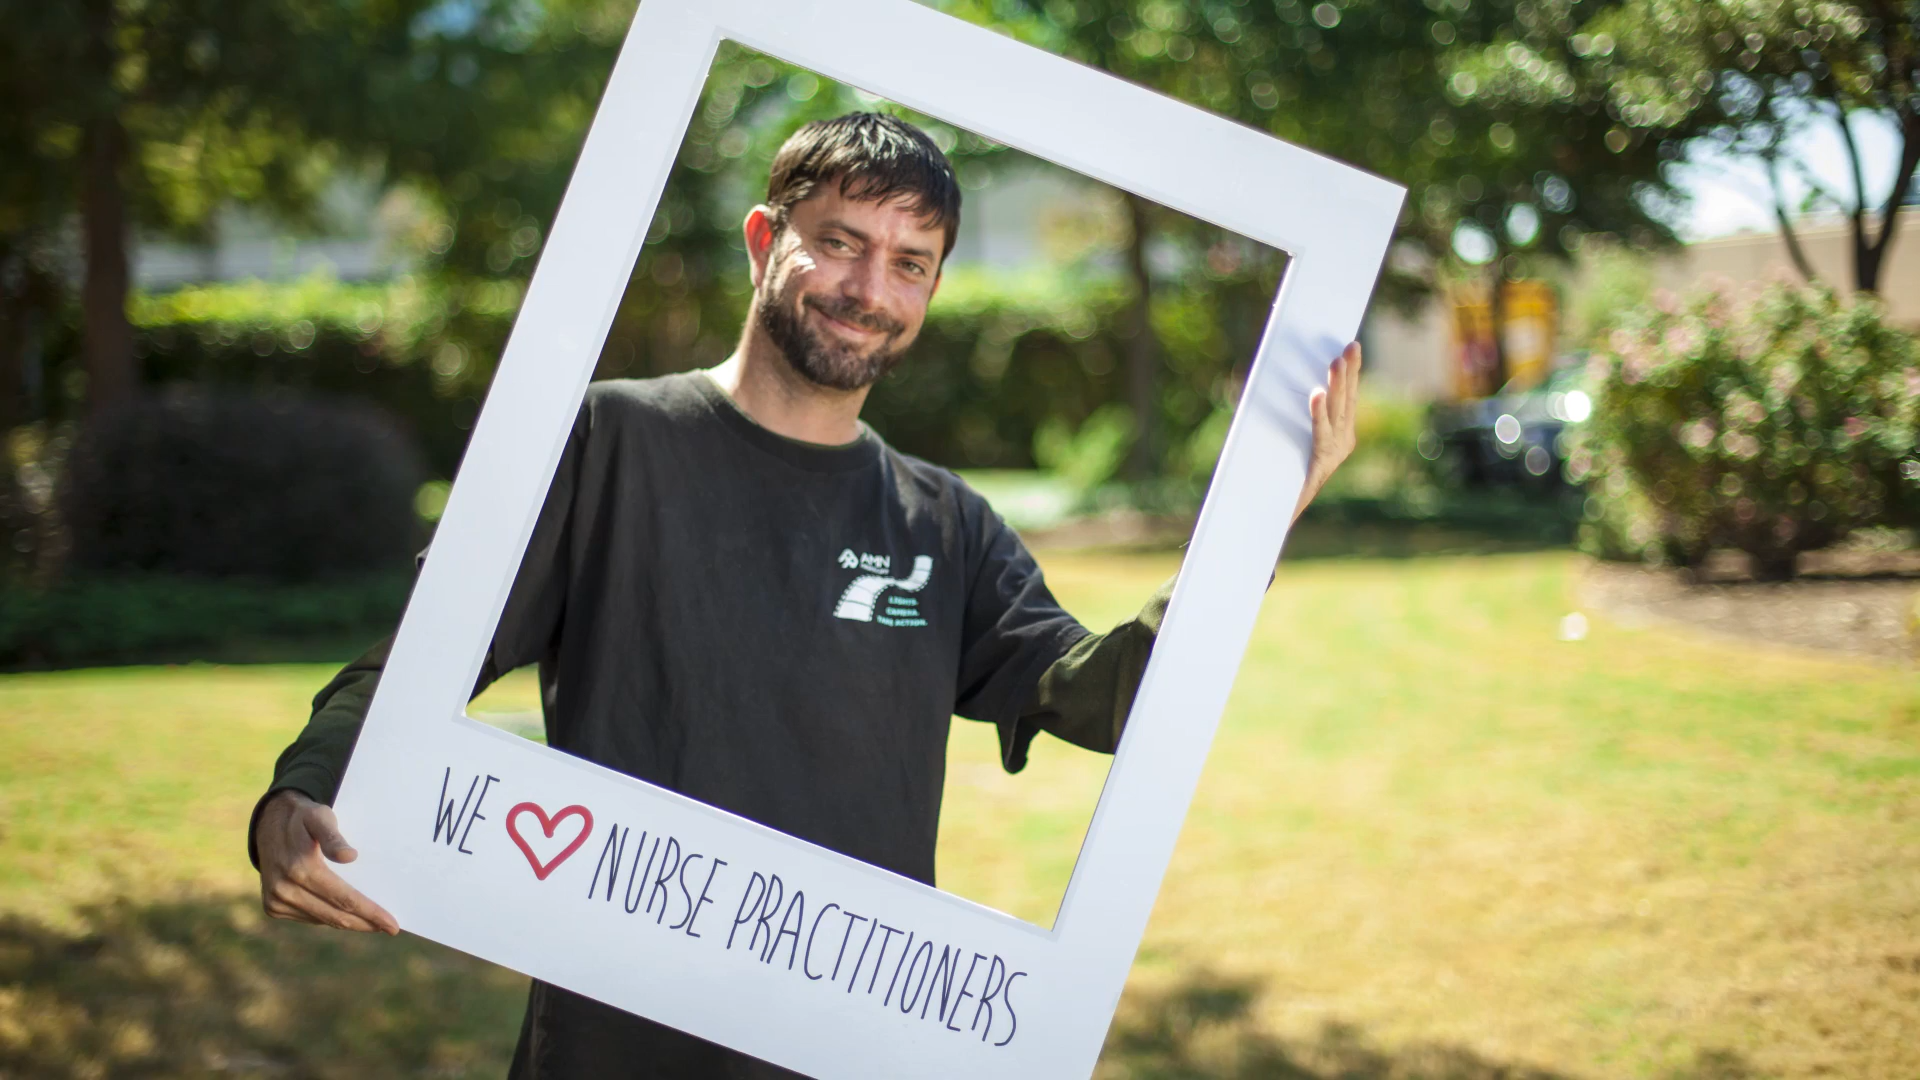 AMN
LIGHTS.
CAMERA.
TAKE ACTION.
WE ♥ NURSE PRACTITIONERS